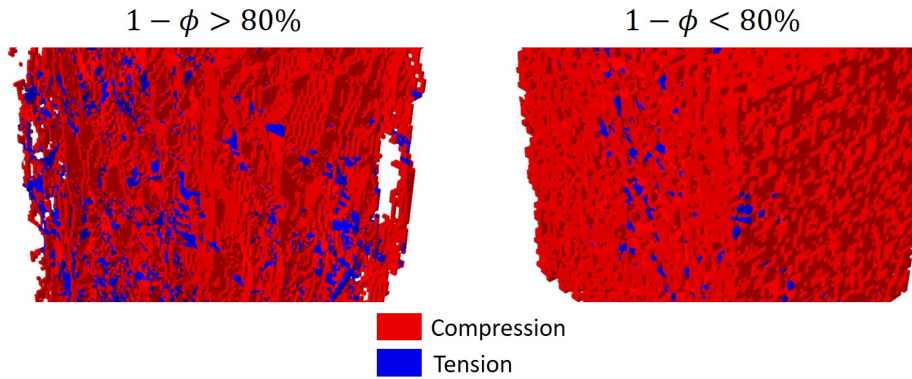 1 − ϕ > 80%
1 − ϕ < 80%
Compression
Tension